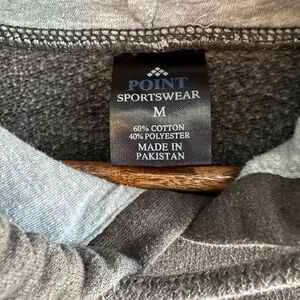 POINT
SPORTSWEAR
M
60% COTTON
40% POLYESTER
MADE IN
PAKISTAN